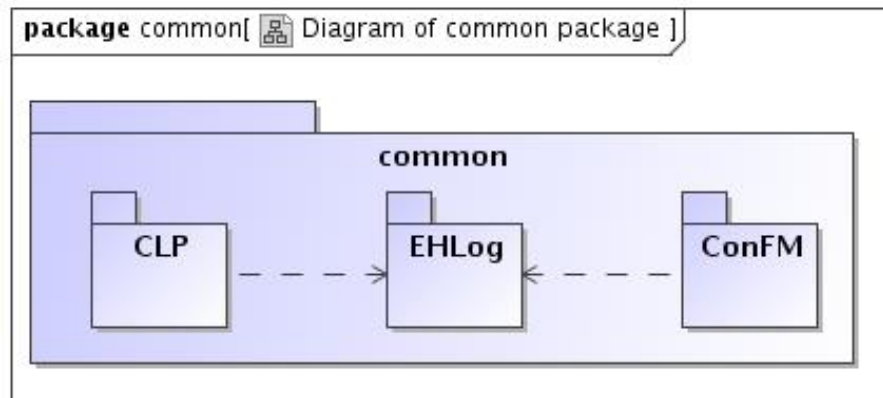 package common[ Diagram of common package ]
common
CLP EHLog ConFM